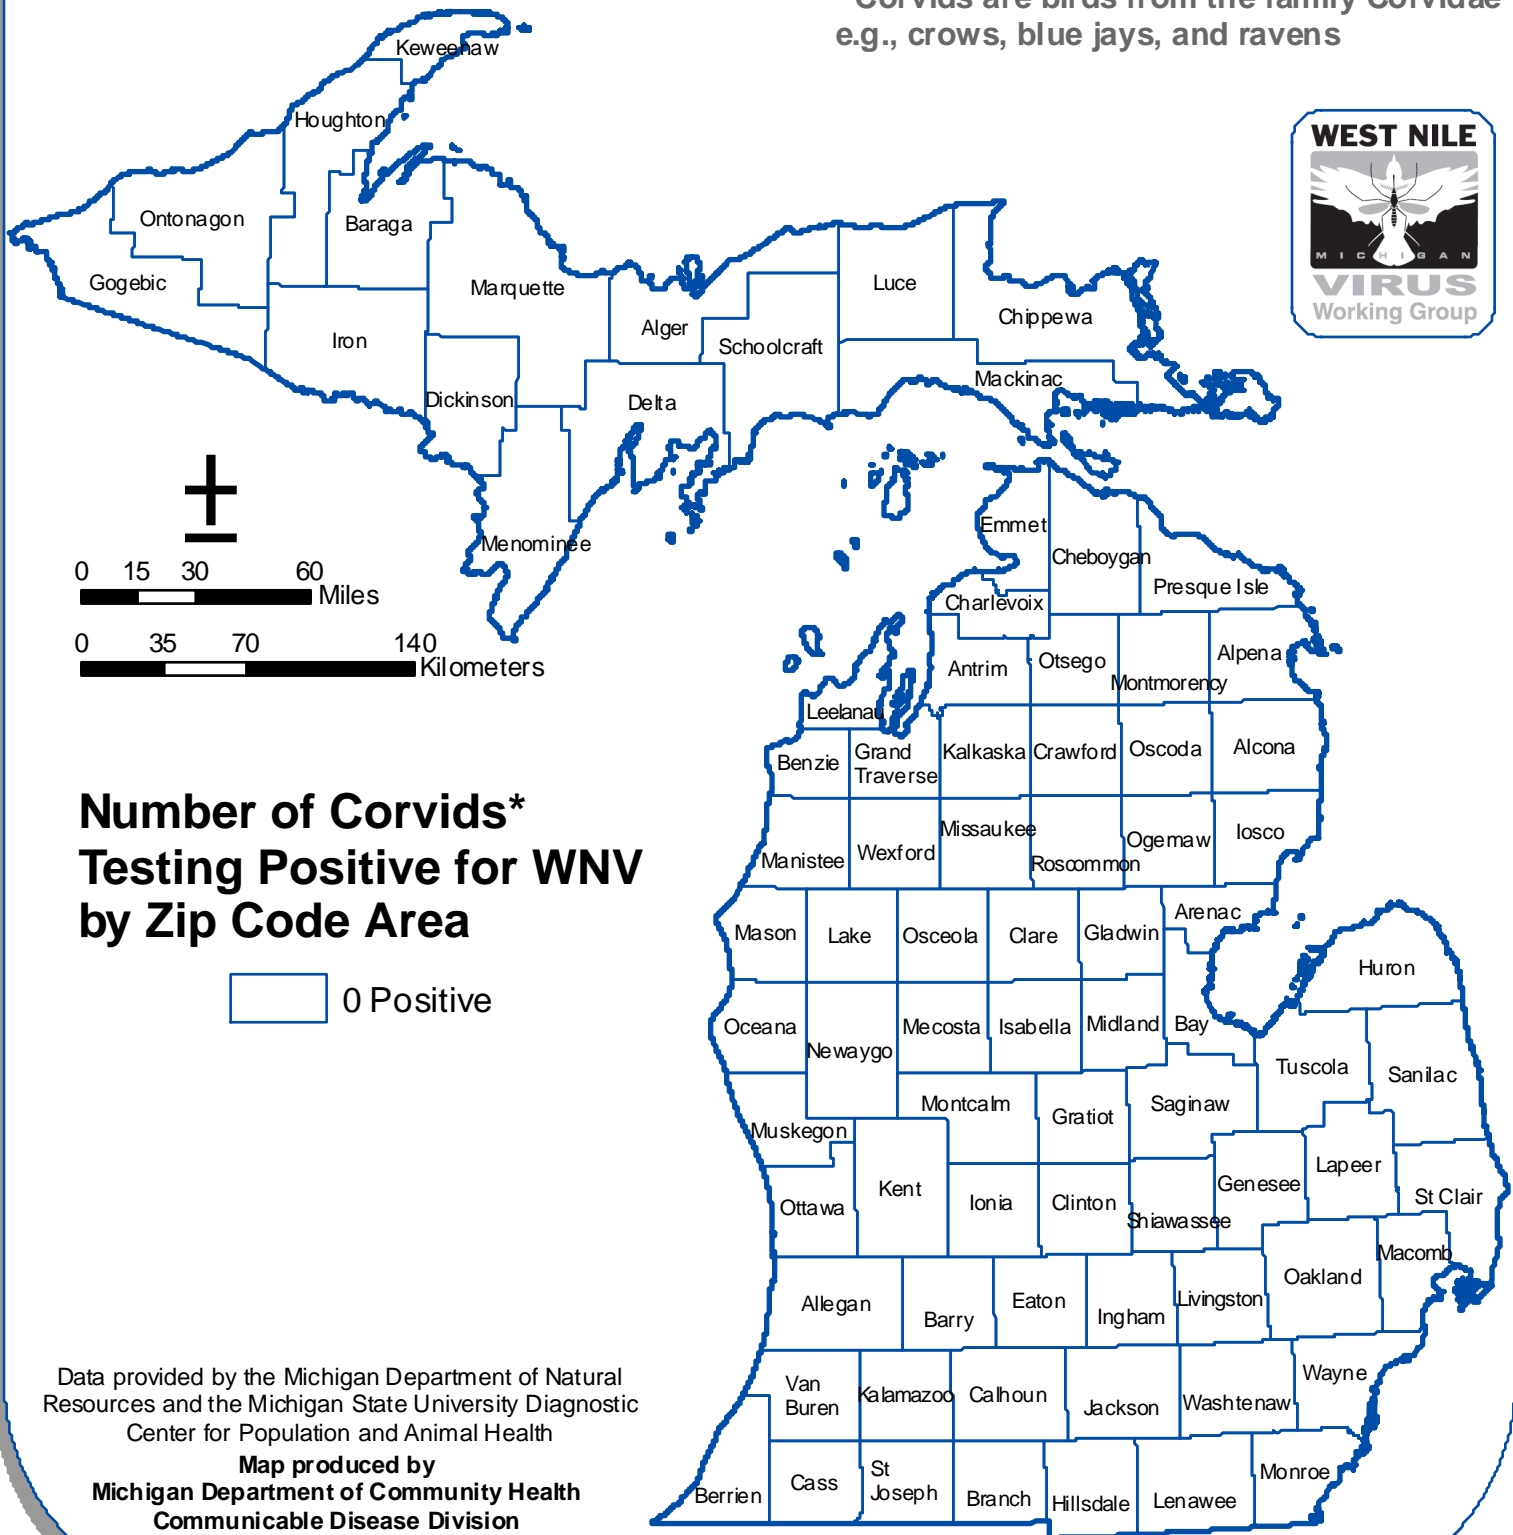 Corvids are birds from the family Corvidae
e.g., crows, blue jays, and ravens
WEST NILE
MICHIGAN
VIRUS
Working Group
Keweenaw
Houghton
Ontonagon
Baraga
Gogebic
Marquette
Luce
Iron
Alger
Chippewa
Schoolcraft
Mackinac
Dickinson
Delta
Menominee
0 15 30 60
Miles
0 35 70 140
Kilometers
Emmet
Cheboygan
Presque Isle
Charlevoix
Antrim
Otsego
Montmorency
Alpena
Leelanau
Benzie
Grand
Traverse
Kalkaska
Crawford
Oscoda
Alcona
Number of Corvids*
Testing Positive for WNV
by Zip Code Area
0 Positive
Manistee
Wexford
Missaukee
Roscommon
Ogemaw
Iosco
Mason
Lake
Osceola
Clare
Gladwin
Arenac
Huron
Oceana
Newaygo
Mecosta
Isabella
Midland
Bay
Tuscola
Sanilac
Muskegon
Montcalm
Gratiot
Saginaw
Ottawa
Kent
Ionia
Clinton
Shiawassee
Genesee
Lapeer
St Clair
Allegan
Barry
Eaton
Ingham
Livingston
Oakland
Macomb
Van
Buren
Kalamazoo
Calhoun
Jackson
Washtenaw
Wayne
Berrien
Cass
St
Joseph
Branch
Hillsdale
Lenawee
Monroe
Data provided by the Michigan Department of Natural
Resources and the Michigan State University Diagnostic
Center for Population and Animal Health
Map produced by
Michigan Department of Community Health
Communicable Disease Division